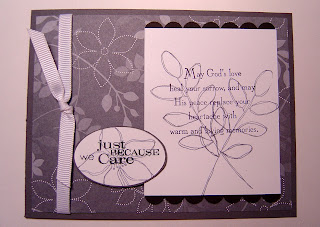 May God's love
heal your sorrow, and may
His peace replace your
heartache with
warm and loving memories.
just
BECAUSE
we Care